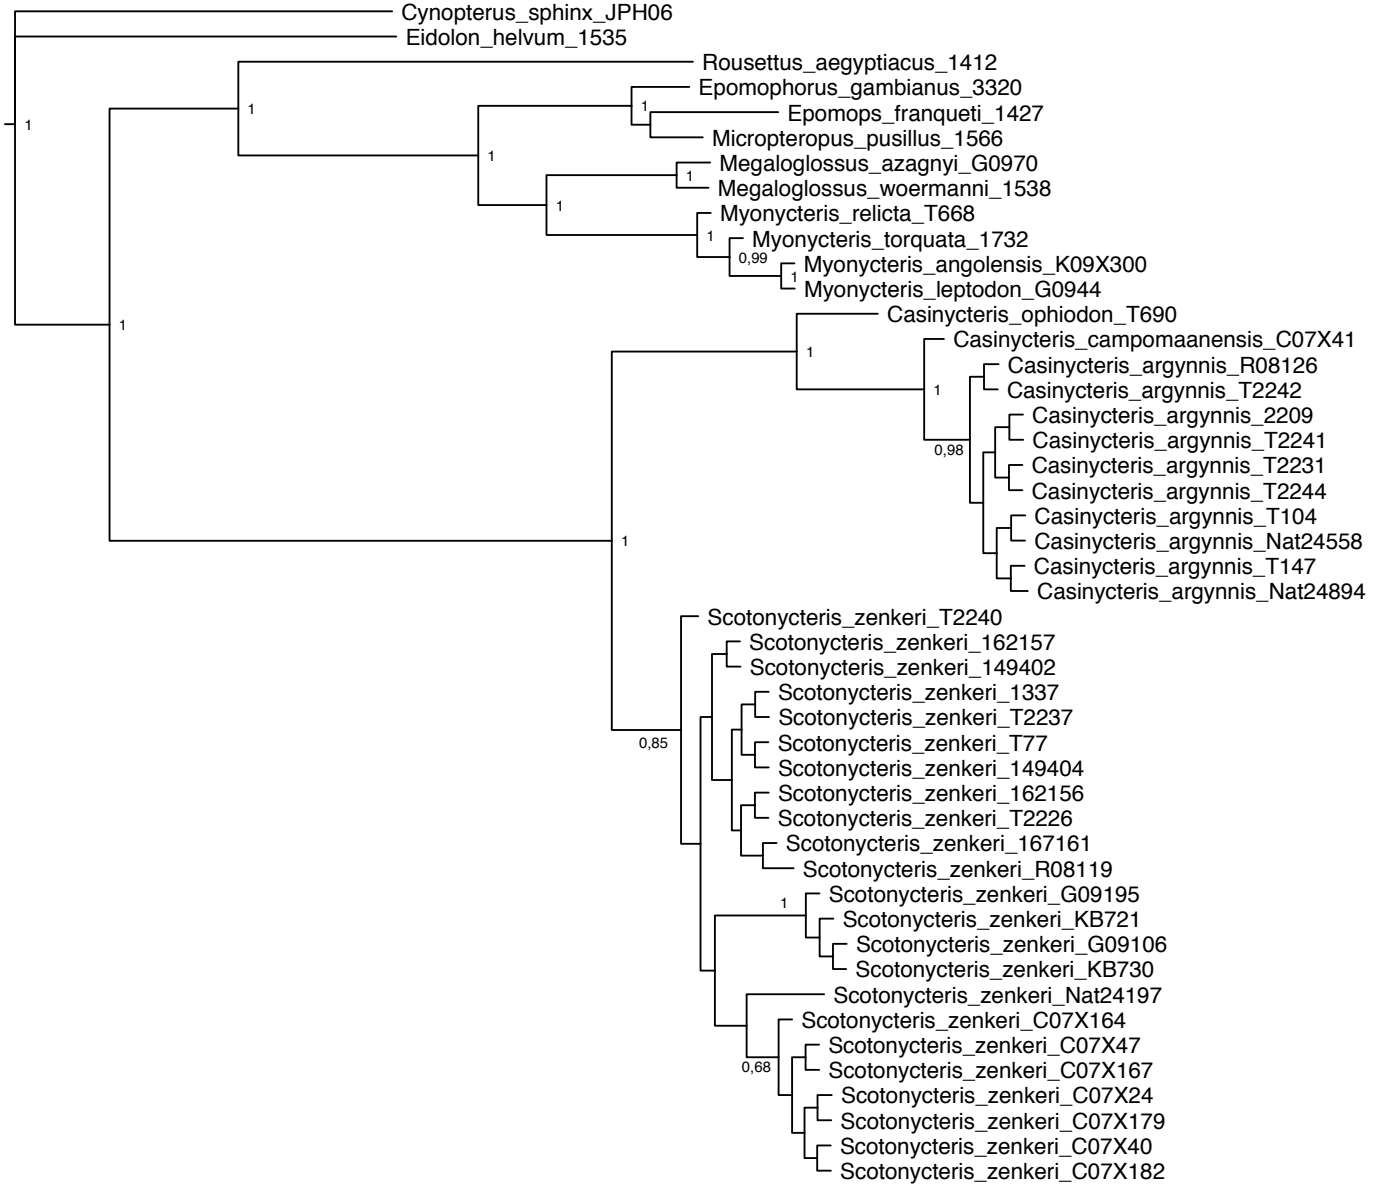 Cynopterus_sphinx_JPH06
Eidolon_helvum_1535
Rousettus_aegyptiacus_1412
Epomophorus_gambianus_3320
1
1
Epomops_franqueti_1427
1
Micropteropus_pusillus_1566
1
Megaloglossus_azagnyi_G0970
1
Megaloglossus_woermanni_1538
1
Myonycteris_relicta_T668
1
Myonycteris_torquata_1732
0,99
Myonycteris_angolensis_K09X300
1
Myonycteris_leptodon_G0944
Casinycteris_ophiodon_T690
1
Casinycteris_campomaanensis_C07X41
1
Casinycteris_argynnis_R08126
1
Casinycteris_argynnis_T2242
Casinycteris_argynnis_2209
Casinycteris_argynnis_T2241
0,98
Casinycteris_argynnis_T2231
Casinycteris_argynnis_T2244
Casinycteris_argynnis_T104
Casinycteris_argynnis_Nat24558
1
Casinycteris_argynnis_T147
Casinycteris_argynnis_Nat24894
Scotonycteris_zenkeri_T2240
Scotonycteris_zenkeri_162157
Scotonycteris_zenkeri_149402
Scotonycteris_zenkeri_1337
Scotonycteris_zenkeri_T2237
Scotonycteris_zenkeri_T77
0,85
Scotonycteris_zenkeri_149404
Scotonycteris_zenkeri_162156
Scotonycteris_zenkeri_T2226
Scotonycteris_zenkeri_167161
Scotonycteris_zenkeri_R08119
Scotonycteris_zenkeri_G09195
1
Scotonycteris_zenkeri_KB721
Scotonycteris_zenkeri_G09106
Scotonycteris_zenkeri_KB730
Scotonycteris_zenkeri_Nat24197
Scotonycteris_zenkeri_C07X164
Scotonycteris_zenkeri_C07X47
0,68
Scotonycteris_zenkeri_C07X167
Scotonycteris_zenkeri_C07X24
Scotonycteris_zenkeri_C07X179
Scotonycteris_zenkeri_C07X40
Scotonycteris_zenkeri_C07X182